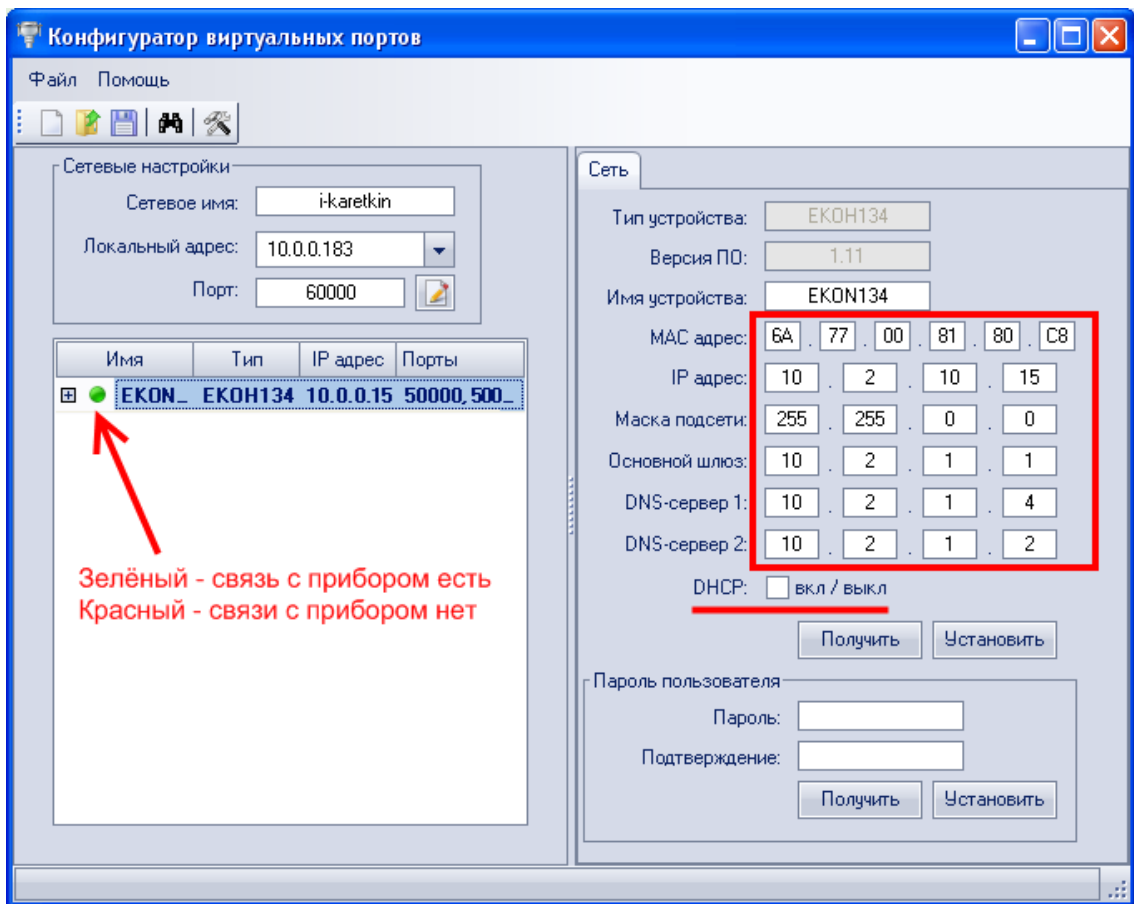 Конфигуратор виртуальных портов
Файл Помощь
Сетевые настройки
Сетевое имя: i-karetkin
Локальный адрес: 10.0.0.183
Порт: 60000
Имя Тип IP адрес Порты
EKON_ ЕКОН134 10.0.0.15 50000, 500_
Зелёный - связь с прибором есть
Красный - связи с прибором нет
Сеть
Тип устройства: ЕКОН134
Версия ПО: 1.11
Имя устройства: EKON134
MAC адрес: 6A . 77 . 00 . 81 . 80 . C8
IP адрес: 10 . 2 . 10 . 15
Маска подсети: 255 . 255 . 0 . 0
Основной шлюз: 10 . 2 . 1 . 1
DNS-сервер 1: 10 . 2 . 1 . 4
DNS-сервер 2: 10 . 2 . 1 . 2
DHCP: вкл / выкл
Получить Установить
Пароль пользователя
Пароль:
Подтверждение:
Получить Установить